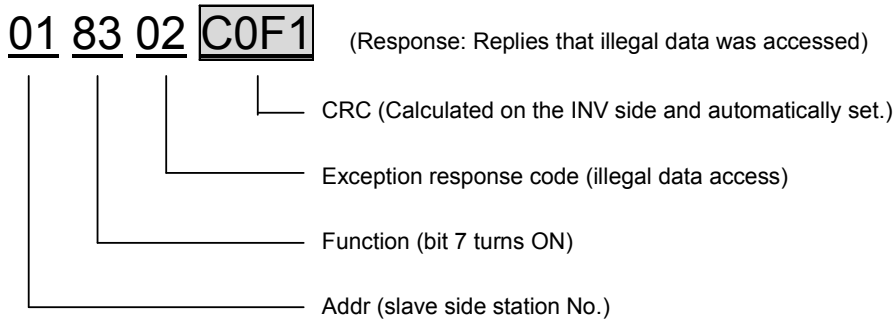 01 83 02 C0F1 (Response: Replies that illegal data was accessed)
CRC (Calculated on the INV side and automatically set.)
Exception response code (illegal data access)
Function (bit 7 turns ON)
Addr (slave side station No.)